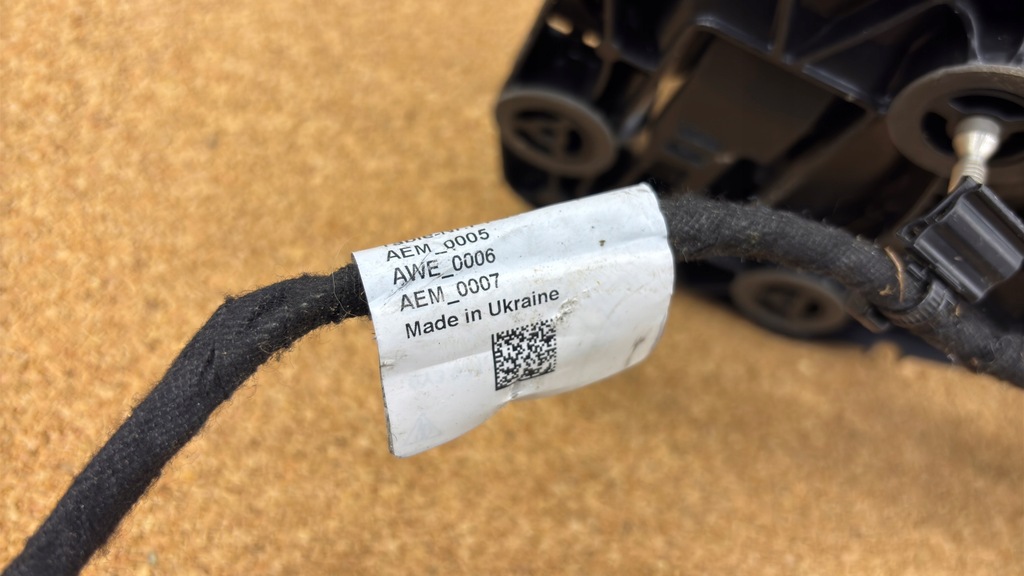 AEM_0005
AWE_0006
AEM_0007
Made in Ukraine